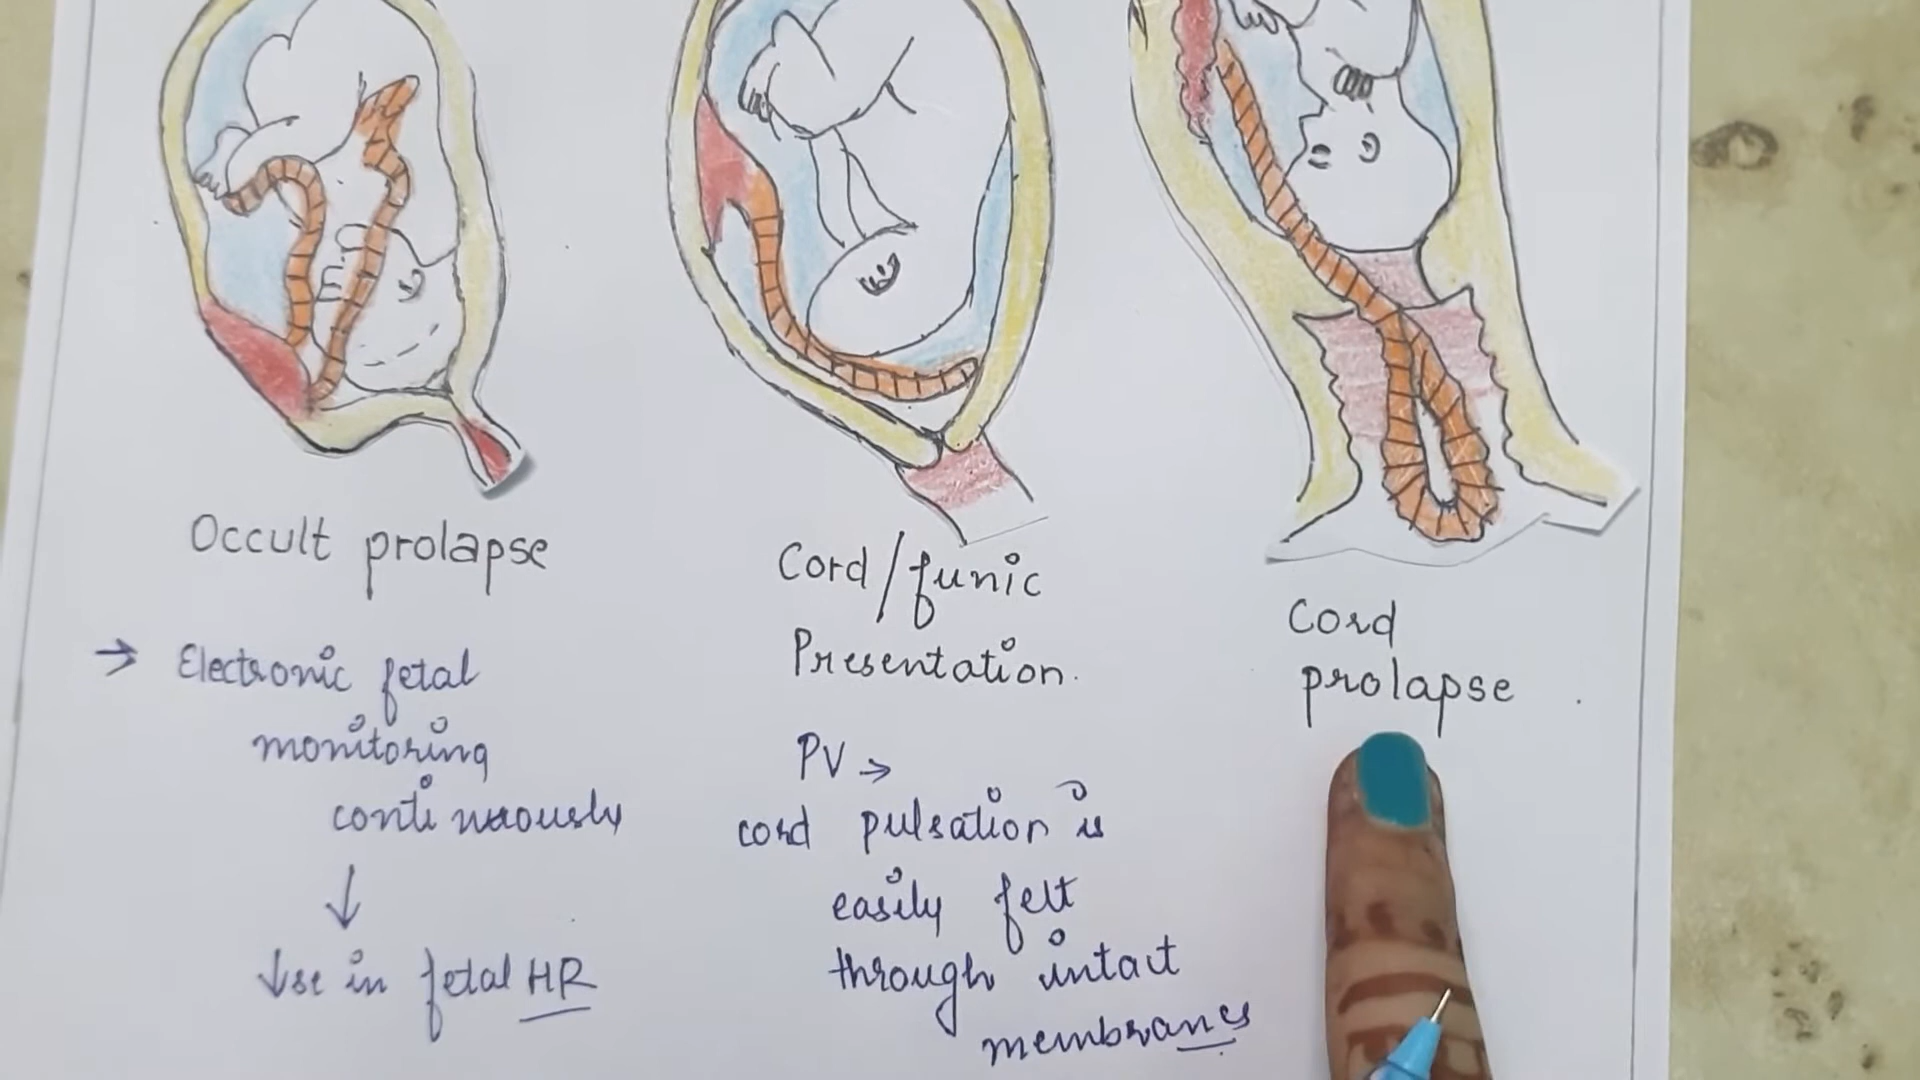 Occult prolapse
→ Electronic fetal
monitoring
continuously
↓
↓se in fetal HR
Cord/funic
Presentation.
PV →
cord pulsation is
easily felt
through intact
membranes
Cord
prolapse